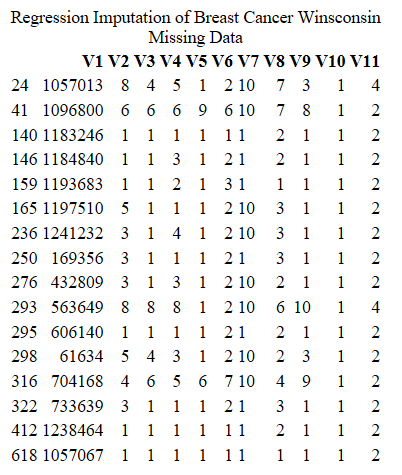 Regression Imputation of Breast Cancer Winsconsin
Missing Data
V1 V2 V3 V4 V5 V6 V7 V8 V9 V10 V11
24 1057013 8 4 5 1 2 10 7 3 1 4
41 1096800 6 6 6 9 6 10 7 8 1 2
140 1183246 1 1 1 1 1 1 2 1 1 2
146 1184840 1 1 3 1 2 1 2 1 1 2
159 1193683 1 1 2 1 3 1 1 1 1 2
165 1197510 5 1 1 1 2 10 3 1 1 2
236 1241232 3 1 4 1 2 10 3 1 1 2
250 169356 3 1 1 1 2 1 3 1 1 2
276 432809 3 1 3 1 2 10 2 1 1 2
293 563649 8 8 8 1 2 10 6 10 1 4
295 606140 1 1 1 1 2 1 2 1 1 2
298 61634 5 4 3 1 2 10 2 3 1 2
316 704168 4 6 5 6 7 10 4 9 1 2
322 733639 3 1 1 1 2 1 3 1 1 2
412 1238464 1 1 1 1 1 1 2 1 1 2
618 1057067 1 1 1 1 1 1 1 1 1 2